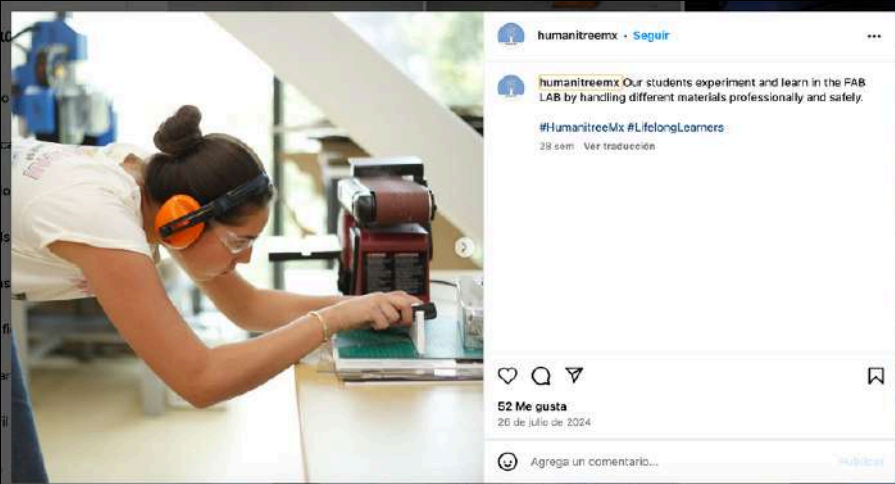 humanitreemx • Seguir
humanitreemx Our students experiment and learn in the FAB
LAB by handling different materials professionally and safely.
#HumanitreeMx #LifelongLearners
28 sem Ver traducción
52 Me gusta
26 de julio de 2024
Agrega un comentario...
Publicar